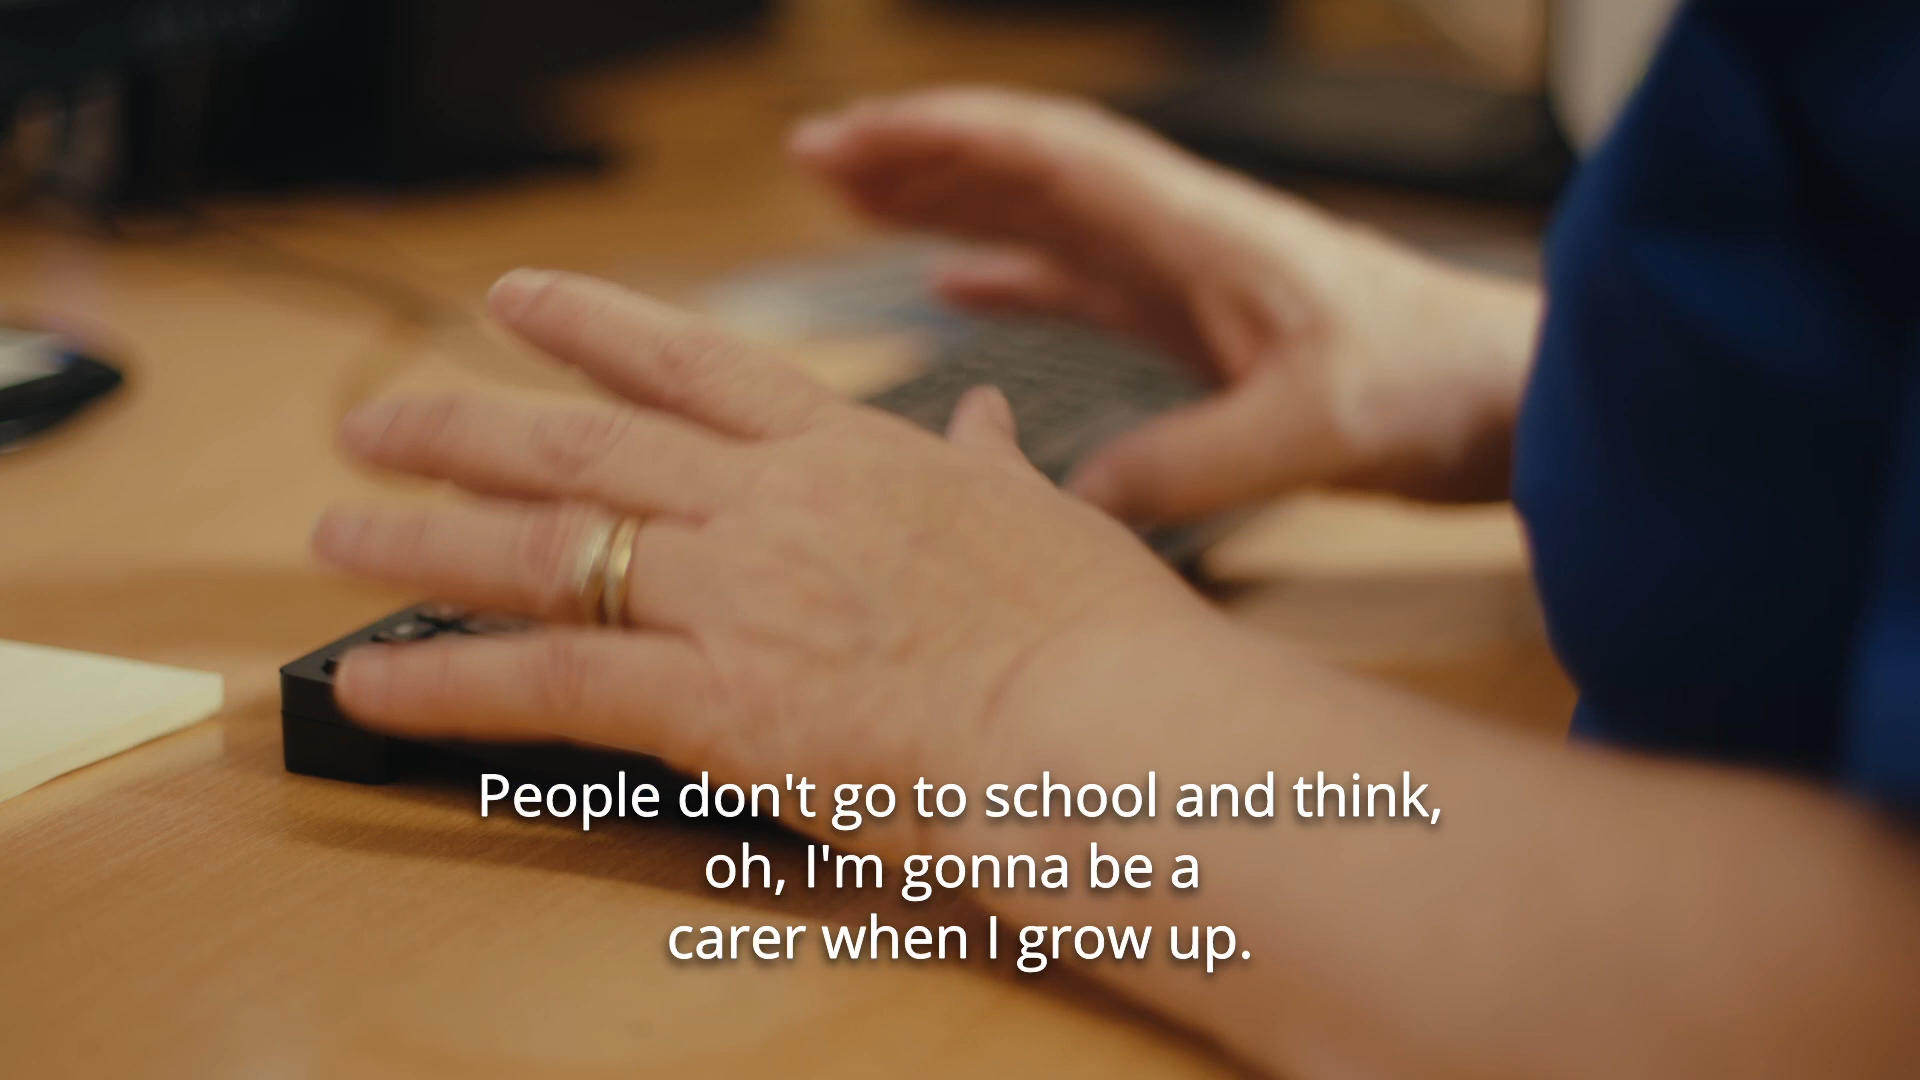 People don't go to school and think,
oh, I'm gonna be a
carer when I grow up.